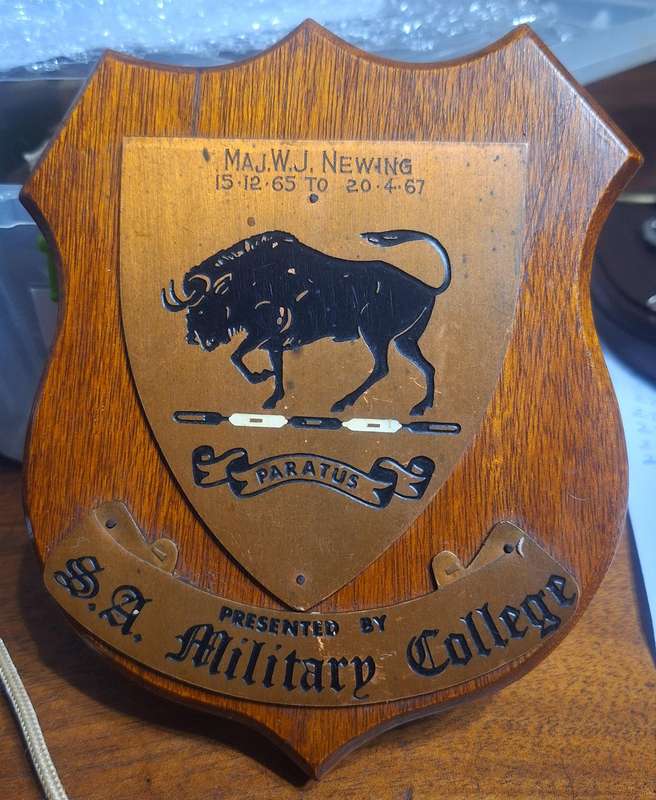 MAJ. W. J. NEWING
15·12·65 TO 20·4·67
PARATUS
PRESENTED BY
S.A. Military College